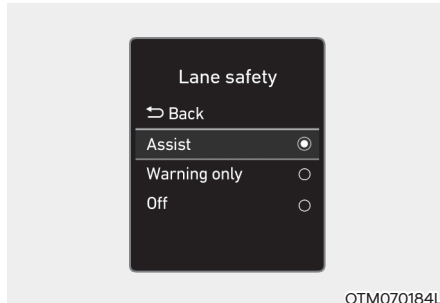 Lane safety
Back
Assist
Warning only
Off
OTM070184L